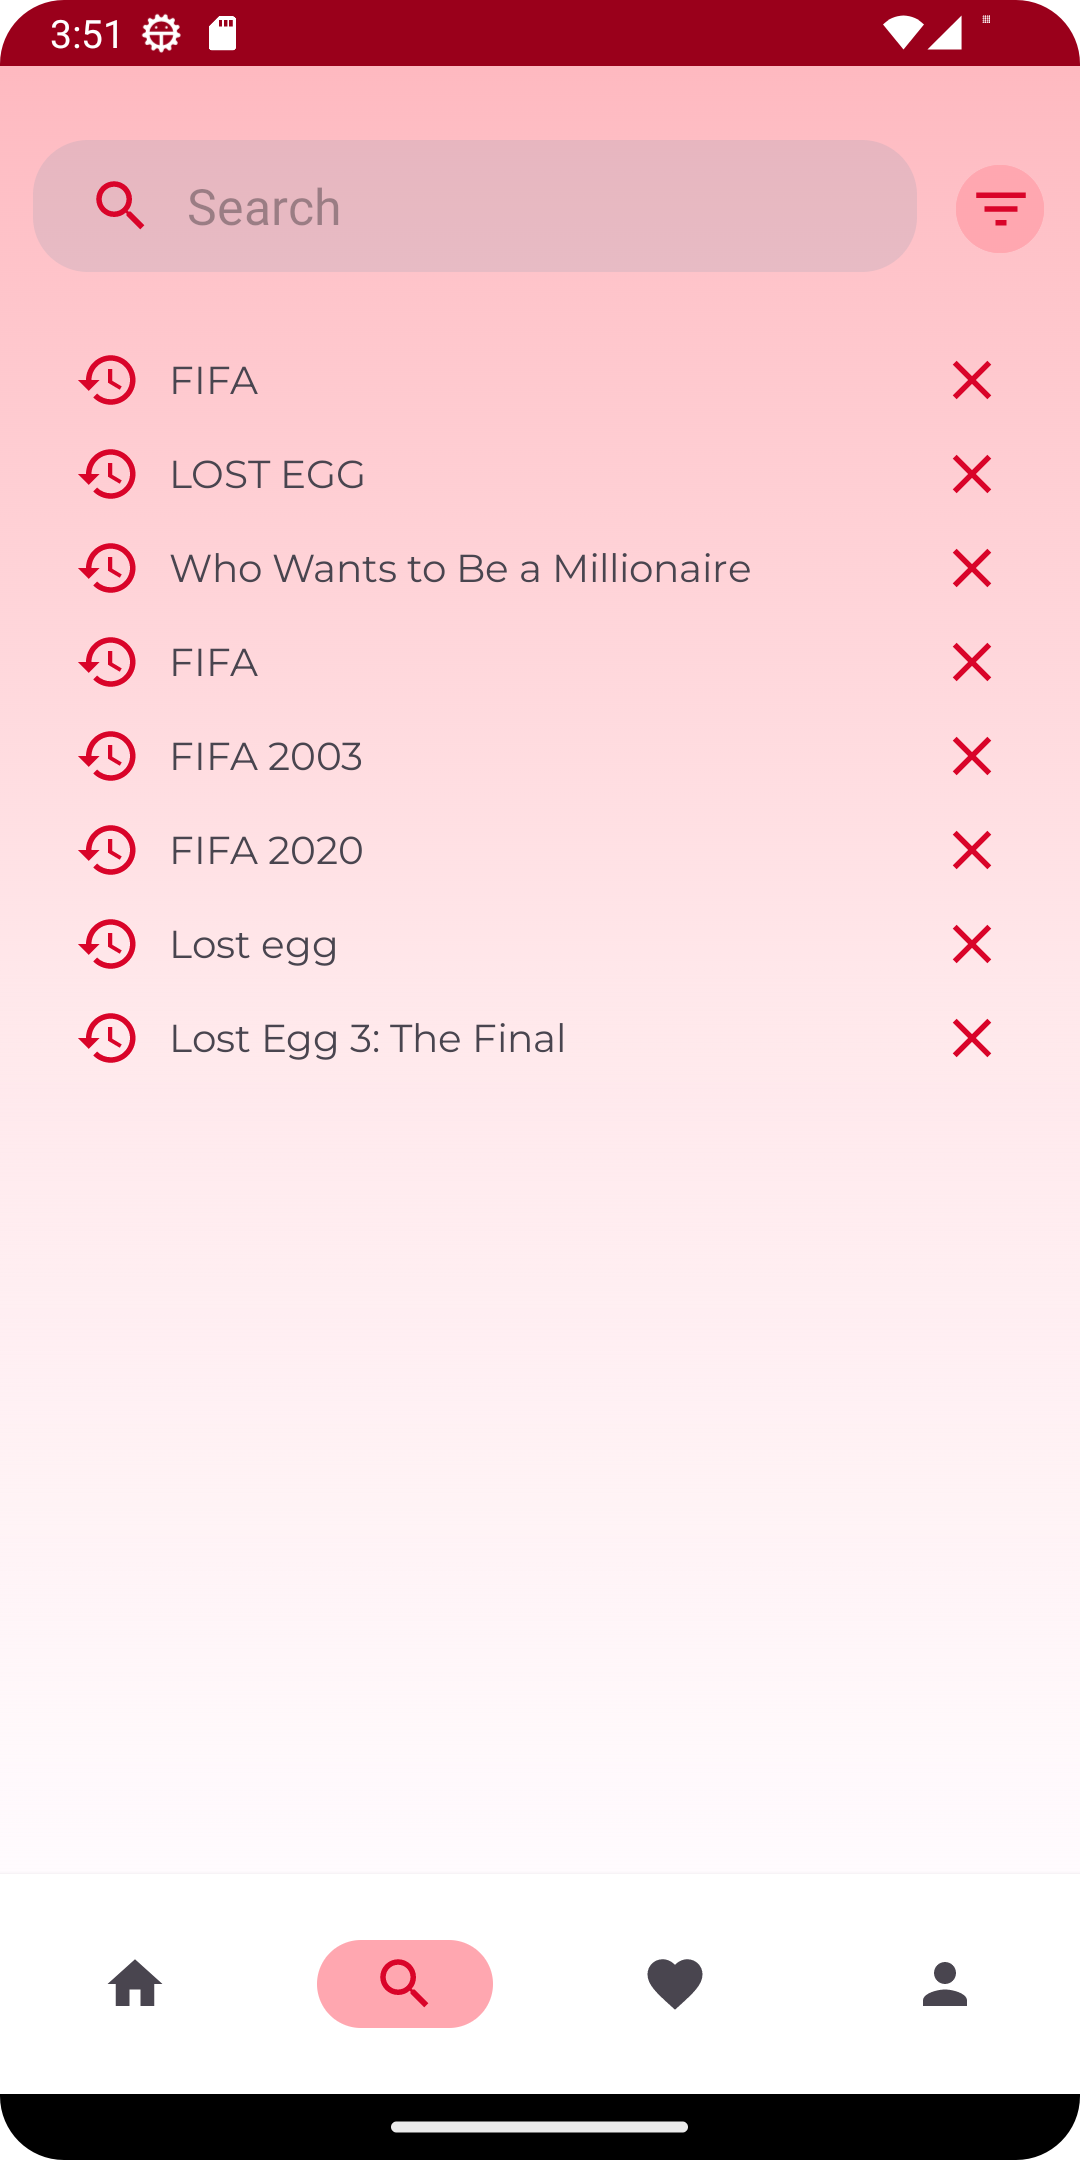 3:51
Search
FIFA
LOST EGG
Who Wants to Be a Millionaire
FIFA
FIFA 2003
FIFA 2020
Lost egg
Lost Egg 3: The Final